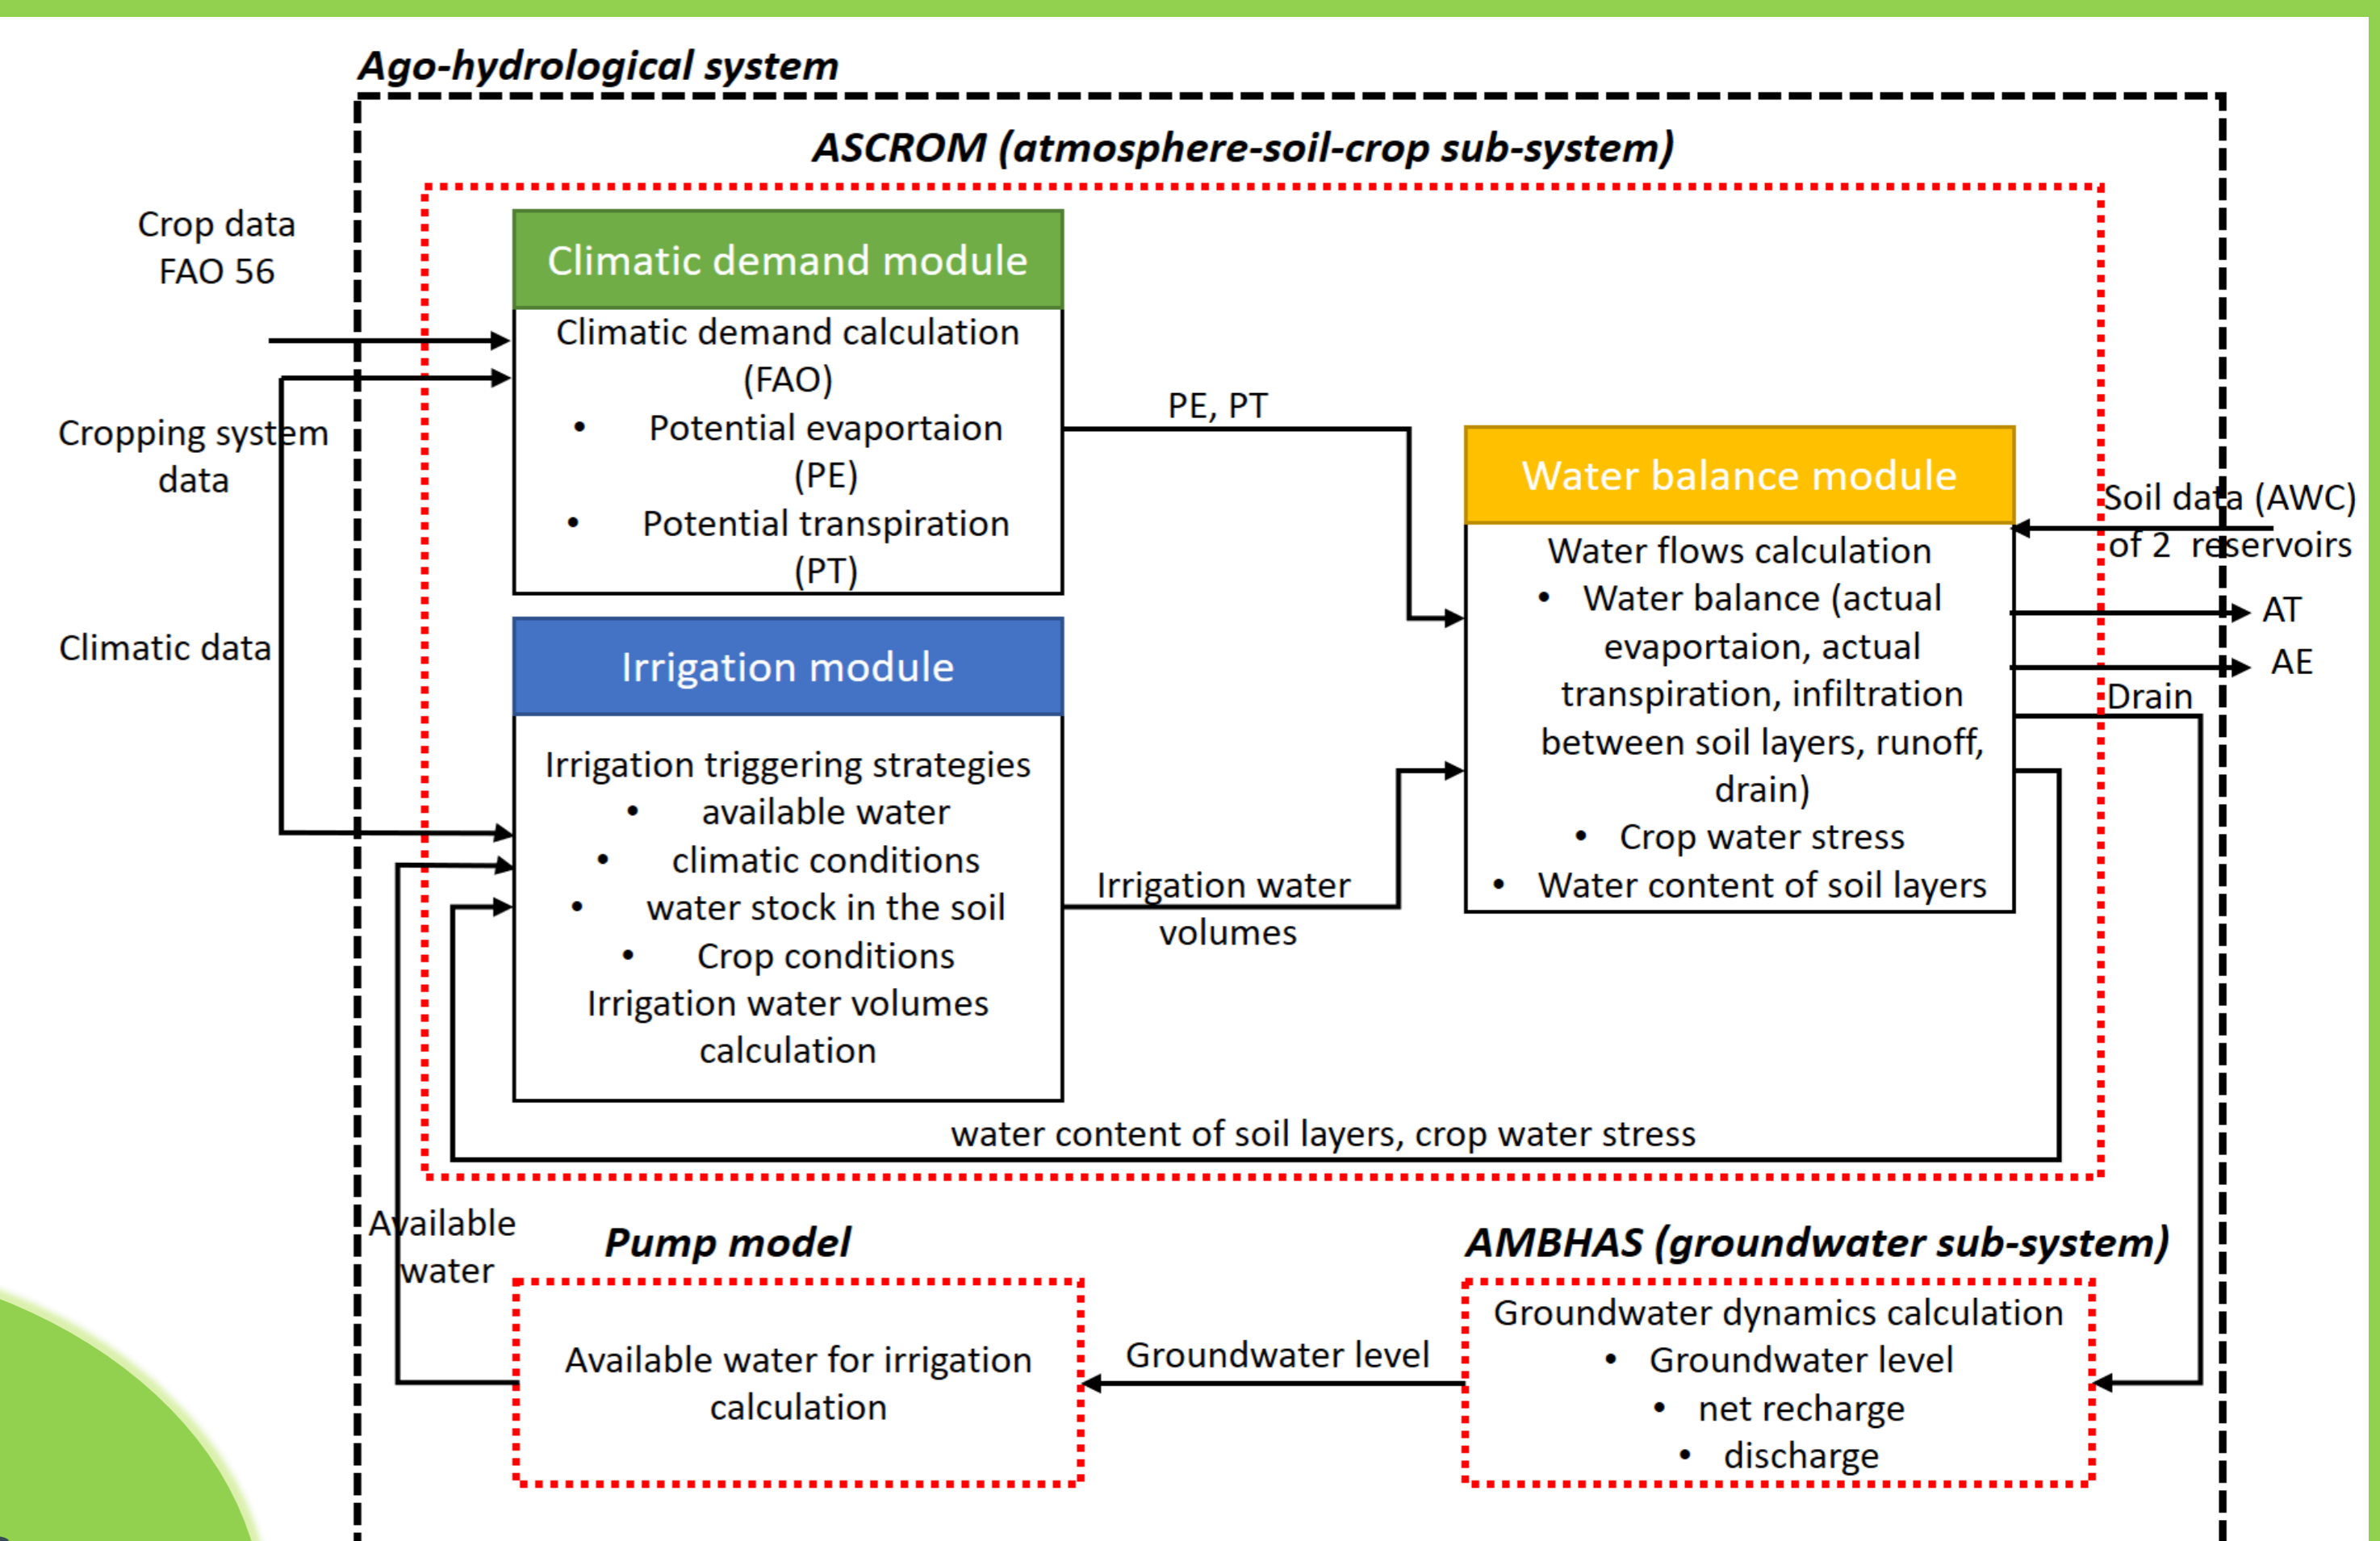 Ago-hydrological system
ASCROM (atmosphere-soil-crop sub-system)
Crop data
FAO 56
Cropping system
data
Climatic data
Climatic demand module
Climatic demand calculation
(FAO)
• Potential evaportaion
(PE)
• Potential transpiration
(PT)
PE, PT
Irrigation module
Irrigation triggering strategies
• available water
• climatic conditions
• water stock in the soil
• Crop conditions
Irrigation water volumes
calculation
Irrigation water
volumes
Water balance module
Water flows calculation
• Water balance (actual
evaportaion, actual
transpiration, infiltration
between soil layers, runoff,
drain)
• Crop water stress
• Water content of soil layers
Soil data (AWC)
of 2 reservoirs
AT
AE
Drain
water content of soil layers, crop water stress
Available
water
Pump model
Available water for irrigation
calculation
Groundwater level
AMBHAS (groundwater sub-system)
Groundwater dynamics calculation
• Groundwater level
• net recharge
• discharge